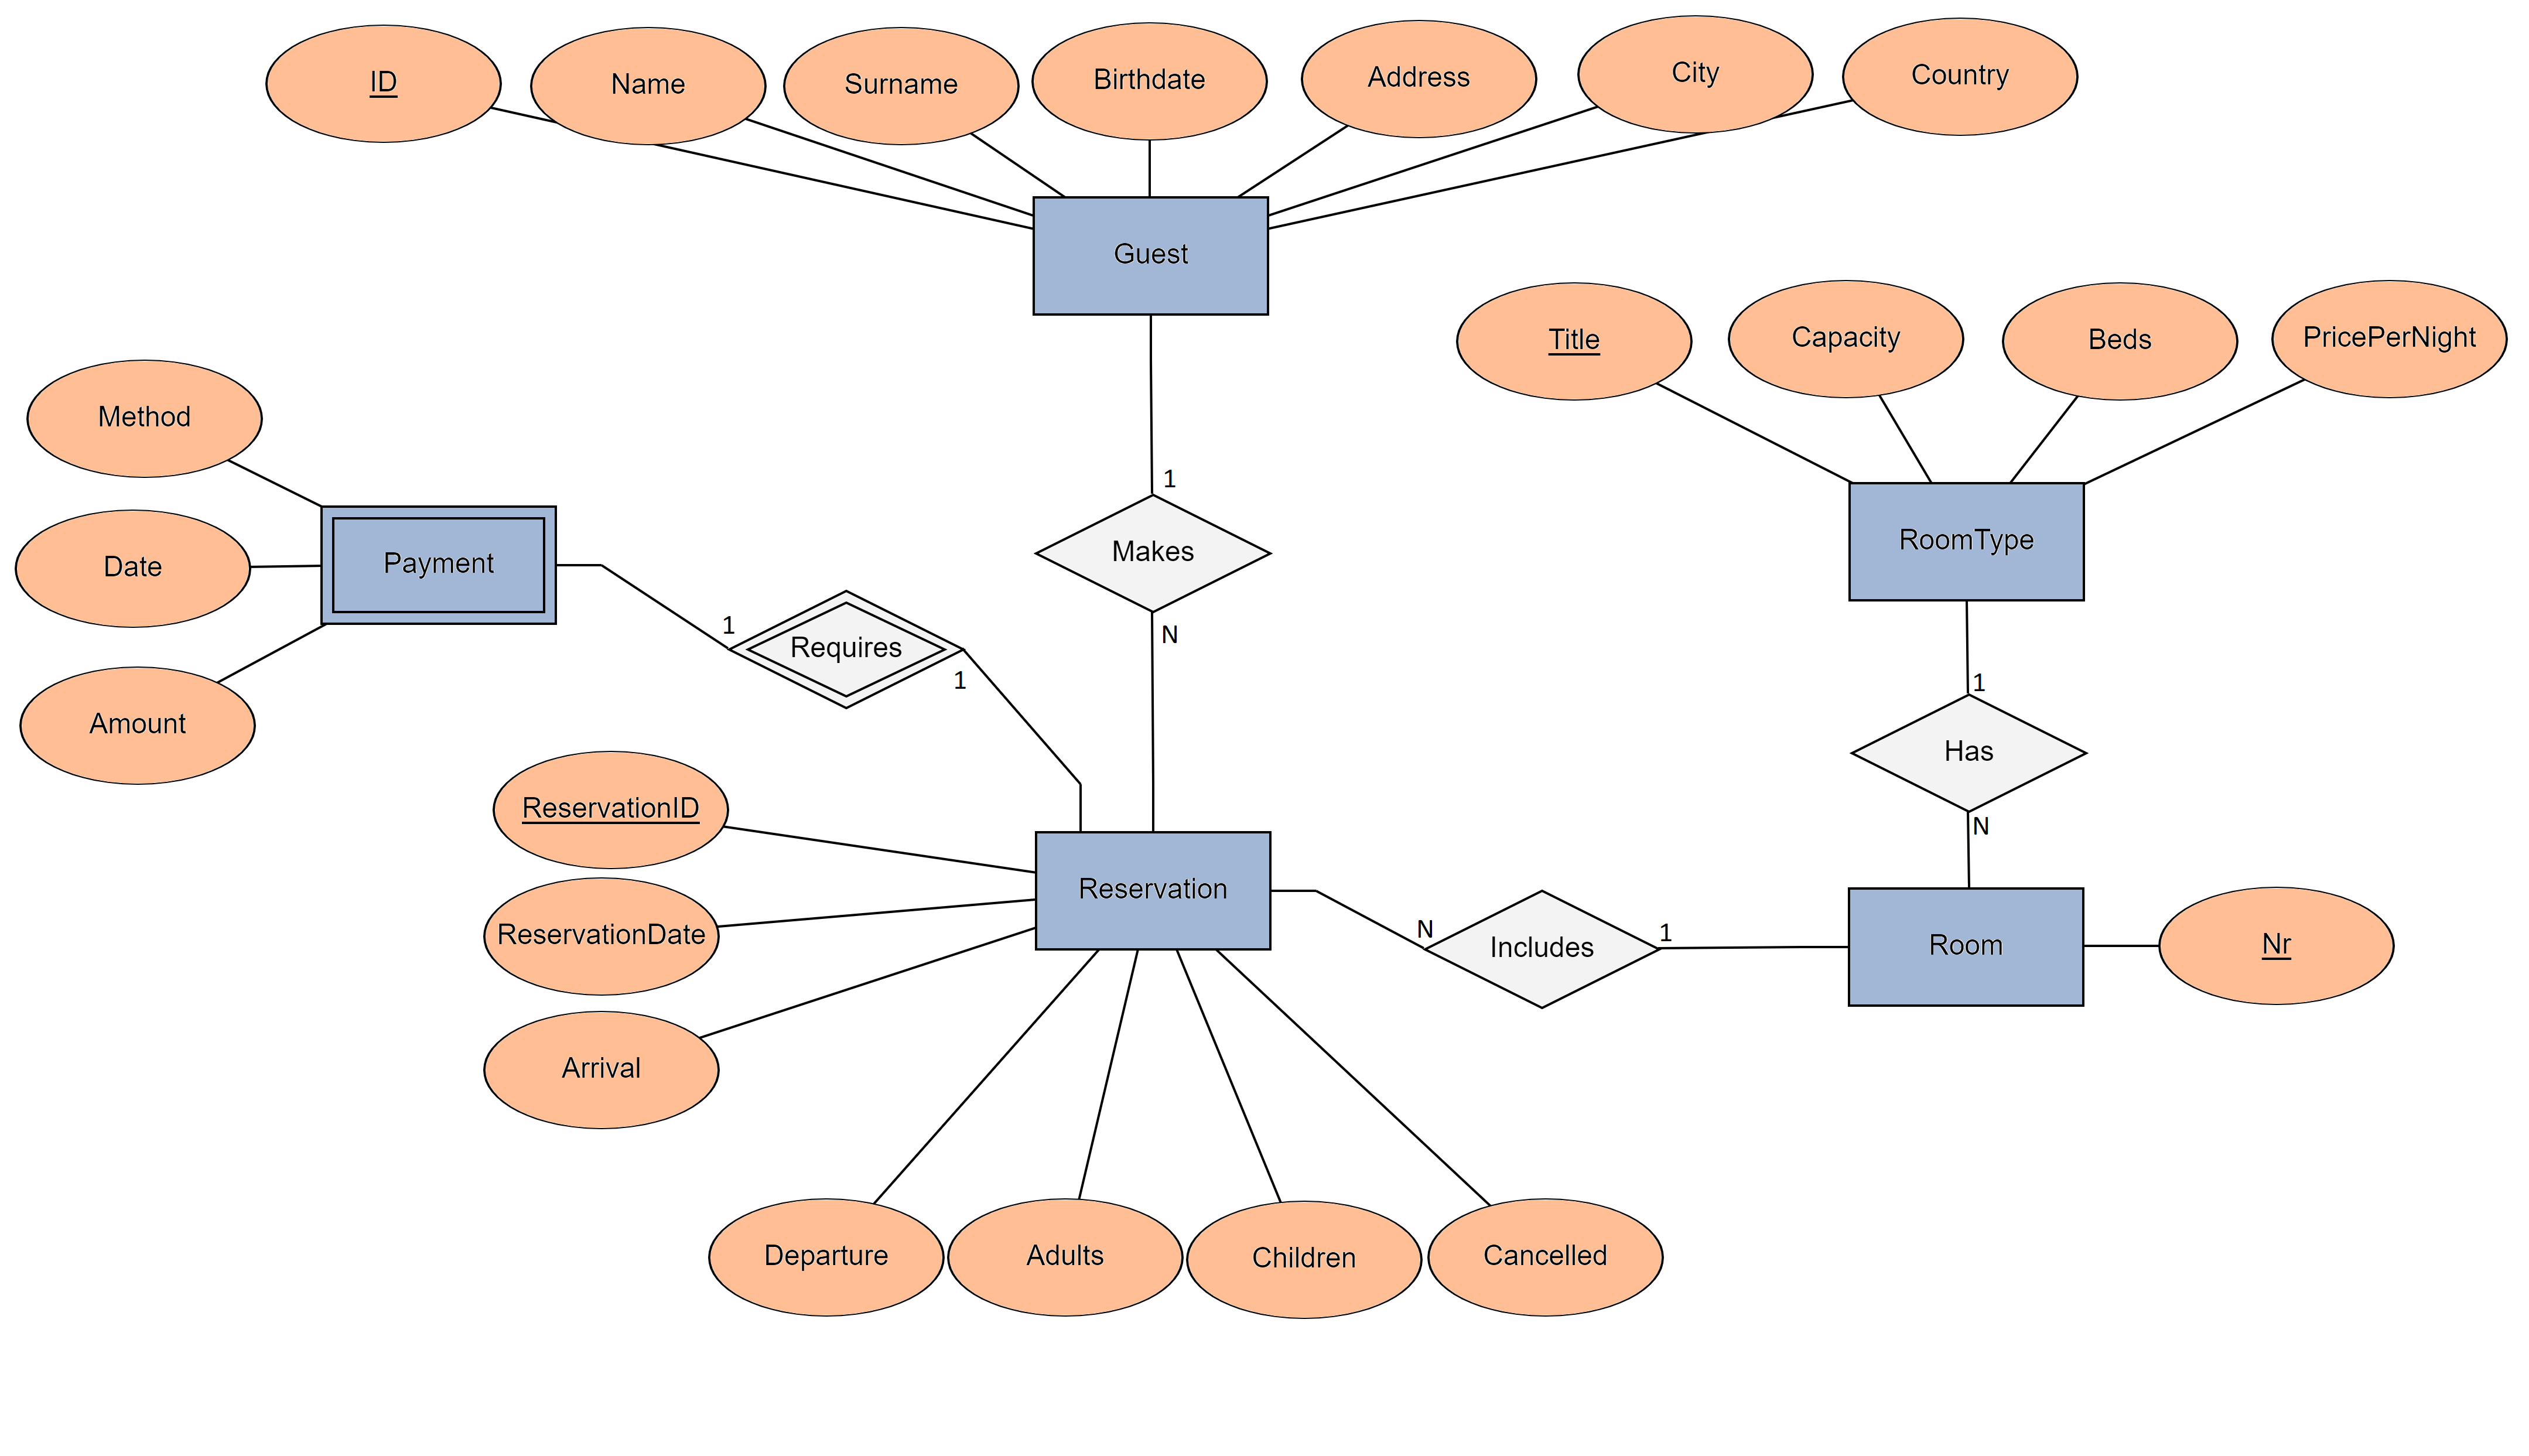 ID
Name
Surname
Birthdate
Address
City
Country
Guest
Title
Capacity
Beds
PricePerNight
Method
Date
Amount
Payment
1
Requires
1
1
Makes
N
RoomType
1
Has
N
ReservationID
ReservationDate
Arrival
Reservation
N
Includes
1
Room
Nr
Departure
Adults
Children
Cancelled